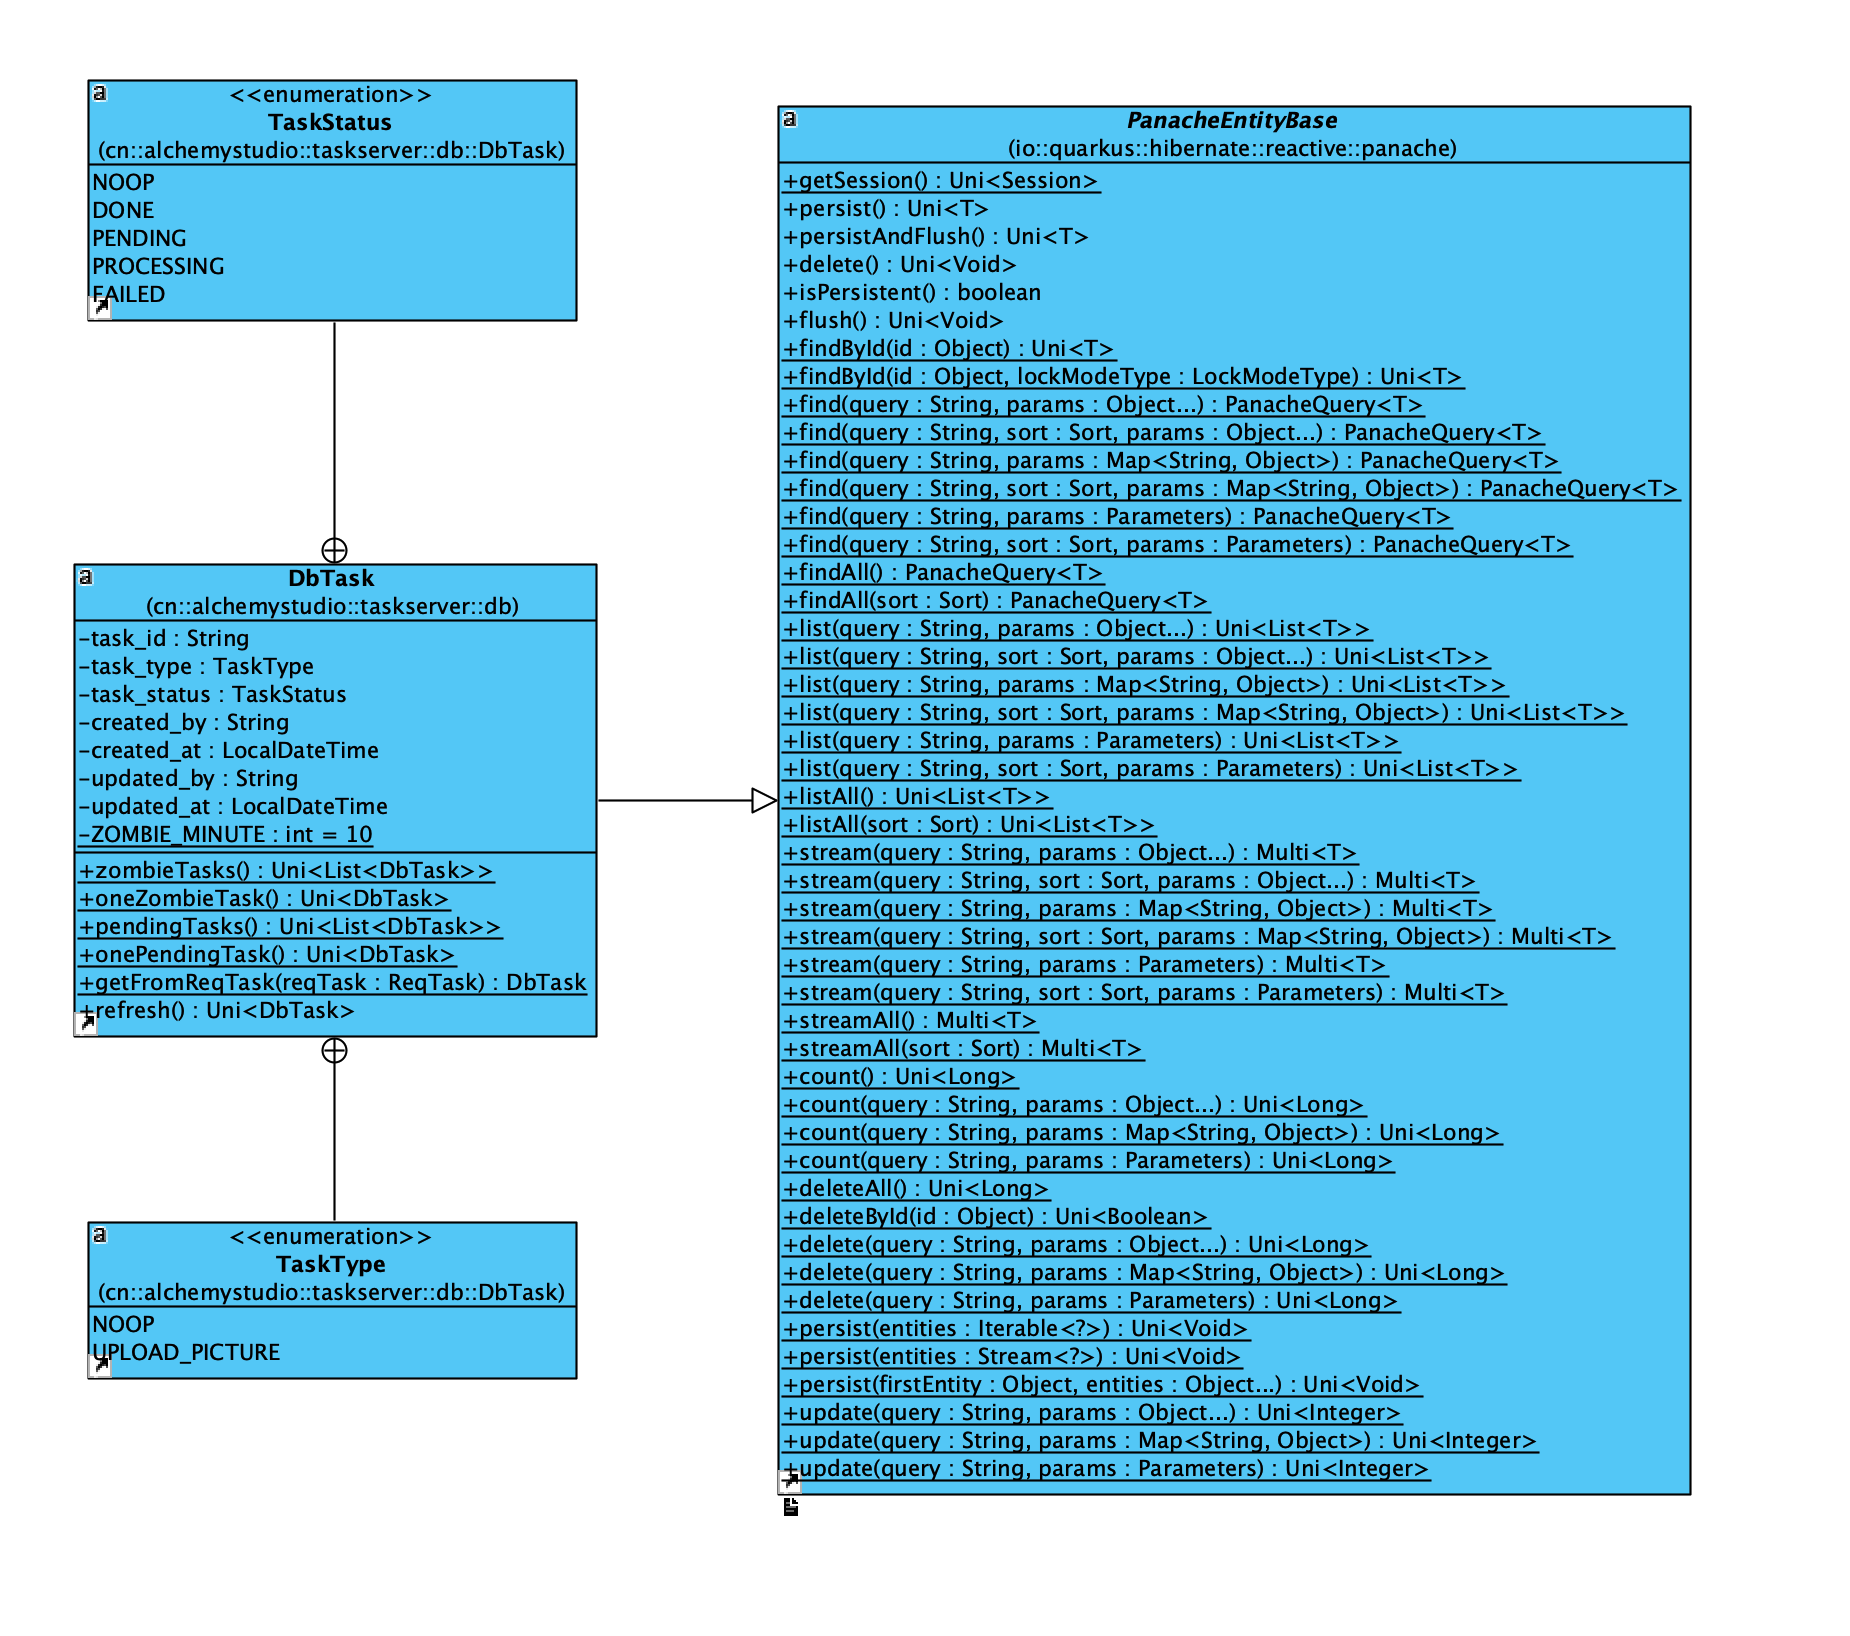 a
<<enumeration>>
TaskStatus
(cn::alchemystudio::taskserver::db::DbTask)
NOOP
DONE
PENDING
PROCESSING
FAILED
a
DbTask
(cn::alchemystudio::taskserver::db)
-task_id : String
-task_type : TaskType
-task_status : TaskStatus
-created_by : String
-created_at : LocalDateTime
-updated_by : String
-updated_at : LocalDateTime
-ZOMBIE_MINUTE : int = 10
+zombieTasks() : Uni<List<DbTask>>
+oneZombieTask() : Uni<DbTask>
+pendingTasks() : Uni<List<DbTask>>
+onePendingTask() : Uni<DbTask>
+getFromReqTask(reqTask : ReqTask) : DbTask
+refresh() : Uni<DbTask>
a
<<enumeration>>
TaskType
(cn::alchemystudio::taskserver::db::DbTask)
NOOP
UPLOAD_PICTURE
a
PanacheEntityBase
(io::quarkus::hibernate::reactive::panache)
+getSession() : Uni<Session>
+persist() : Uni<T>
+persistAndFlush() : Uni<T>
+delete() : Uni<Void>
+isPersistent() : boolean
+flush() : Uni<Void>
+findById(id : Object) : Uni<T>
+findById(id : Object, lockModeType : LockModeType) : Uni<T>
+find(query : String, params : Object...) : PanacheQuery<T>
+find(query : String, sort : Sort, params : Object...) : PanacheQuery<T>
+find(query : String, params : Map<String, Object>) : PanacheQuery<T>
+find(query : String, sort : Sort, params : Map<String, Object>) : PanacheQuery<T>
+find(query : String, params : Parameters) : PanacheQuery<T>
+find(query : String, sort : Sort, params : Parameters) : PanacheQuery<T>
+findAll() : PanacheQuery<T>
+findAll(sort : Sort) : PanacheQuery<T>
+list(query : String, params : Object...) : Uni<List<T>>
+list(query : String, sort : Sort, params : Object...) : Uni<List<T>>
+list(query : String, params : Map<String, Object>) : Uni<List<T>>
+list(query : String, sort : Sort, params : Map<String, Object>) : Uni<List<T>>
+list(query : String, params : Parameters) : Uni<List<T>>
+list(query : String, sort : Sort, params : Parameters) : Uni<List<T>>
+listAll() : Uni<List<T>>
+listAll(sort : Sort) : Uni<List<T>>
+stream(query : String, params : Object...) : Multi<T>
+stream(query : String, sort : Sort, params : Object...) : Multi<T>
+stream(query : String, params : Map<String, Object>) : Multi<T>
+stream(query : String, sort : Sort, params : Map<String, Object>) : Multi<T>
+stream(query : String, params : Parameters) : Multi<T>
+stream(query : String, sort : Sort, params : Parameters) : Multi<T>
+streamAll() : Multi<T>
+streamAll(sort : Sort) : Multi<T>
+count() : Uni<Long>
+count(query : String, params : Object...) : Uni<Long>
+count(query : String, params : Map<String, Object>) : Uni<Long>
+count(query : String, params : Parameters) : Uni<Long>
+deleteAll() : Uni<Long>
+deleteById(id : Object) : Uni<Boolean>
+delete(query : String, params : Object...) : Uni<Long>
+delete(query : String, params : Map<String, Object>) : Uni<Long>
+delete(query : String, params : Parameters) : Uni<Long>
+persist(entities : Iterable<?>) : Uni<Void>
+persist(entities : Stream<?>) : Uni<Void>
+persist(firstEntity : Object, entities : Object...) : Uni<Void>
+update(query : String, params : Object...) : Uni<Integer>
+update(query : String, params : Map<String, Object>) : Uni<Integer>
+update(query : String, params : Parameters) : Uni<Integer>